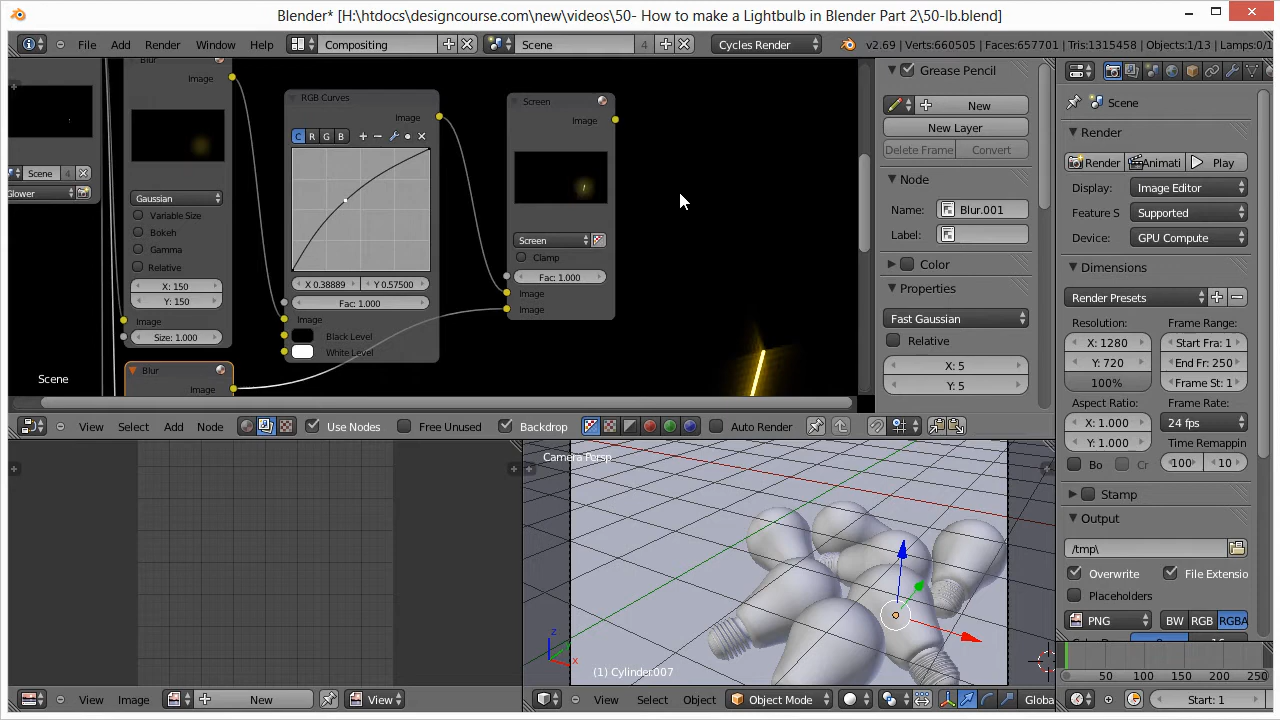 Blender* [H:\htdocs\designcourse.com\new\videos\50- How to make a Lightbulb in Blender Part 2\50-lb.blend]
File Add Render Window Help Compositing Scene 4 Cycles Render v2.69 | Verts:660505 | Faces:657701 | Tris:1315458 | Objects:1/13 | Lamps:0/1
Blur
Image
Scene
Glower
Gaussian
Variable Size
Bokeh
Gamma
Relative
X: 150
Y: 150
Image
Size: 1.000
Blur
Image
Scene
RGB Curves
Image
C R G B
X 0.38889 Y 0.57500
Fac: 1.000
Image
Black Level
White Level
Screen
Image
Screen
Clamp
Fac: 1.000
Image
Image
Grease Pencil
New
New Layer
Delete Frame Convert
Node
Name: Blur.001
Label:
Color
Properties
Fast Gaussian
Relative
X: 5
Y: 5
View Select Add Node Use Nodes Free Unused Backdrop Auto Render
Camera Persp
z
x
(1) Cylinder.007
View Image New View
View Select Object Object Mode Globa
Scene
Render
Render Animati Play
Display: Image Editor
Feature S Supported
Device: GPU Compute
Dimensions
Render Presets
Resolution: Frame Range:
X: 1280 Start Fra: 1
Y: 720 End Fr: 250
100% Frame St: 1
Aspect Ratio: Frame Rate:
X: 1.000 24 fps
Y: 1.000 Time Remappin
Bo Cr 100 10
Stamp
Output
/tmp\
Overwrite File Extensio
Placeholders
PNG BW RGB RGBA
50 100 150 200 250
Start: 1